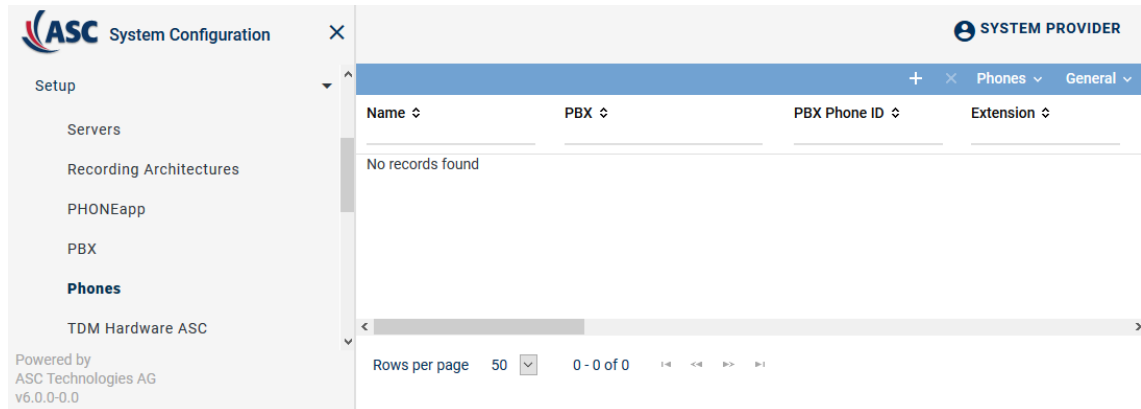 ASC System Configuration
SYSTEM PROVIDER
Setup
Servers
Recording Architectures
PHONEapp
PBX
Phones
TDM Hardware ASC
Powered by
ASC Technologies AG
v6.0.0-0.0
Phones General
Name PBX PBX Phone ID Extension
No records found
Rows per page 50 0 - 0 of 0